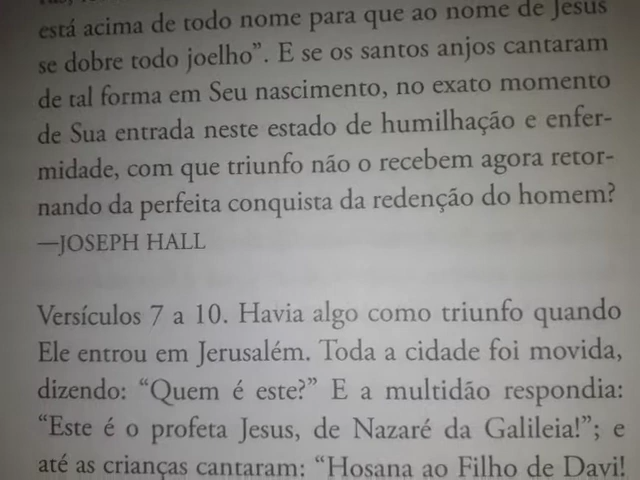 está acima de todo nome para que ao nome de Jesus
se dobre todo joelho”. E se os santos anjos cantaram
de tal forma em Seu nascimento, no exato momento
de Sua entrada neste estado de humilhação e enfer-
midade, com que triunfo não o recebem agora retor-
nando da perfeita conquista da redenção do homem?
—JOSEPH HALL
Versículos 7 a 10. Havia algo como triunfo quando
Ele entrou em Jerusalém. Toda a cidade foi movida,
dizendo: “Quem é este?” E a multidão respondia:
“Este é o profeta Jesus, de Nazaré da Galileia!”; e
até as crianças cantaram: “Hosana ao Filho de Davi!